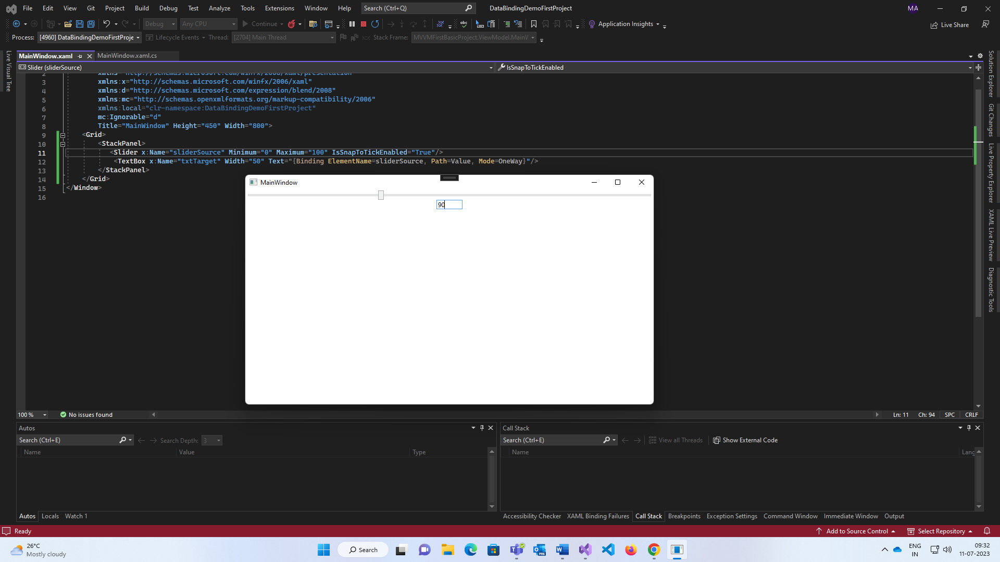 File Edit View Git Project Build Debug Test Analyze Tools Extensions Window Help Search (Ctrl+Q) DataBindingDemoFirstProject MA
Debug Any CPU Continue Application Insights Live Share
Process: [4960] DataBindingDemoFirstProje Lifecycle Events Thread: [2704] Main Thread Stack Frame: MVVMFirstBasicProject.ViewModel.MainV
MainWindow.xaml MainWindow.xaml.cs
Slider (sliderSource) IsSnapToTickEnabled
3 xmlns:x="http://schemas.microsoft.com/winfx/2006/xaml"
4 xmlns:d="http://schemas.microsoft.com/expression/blend/2008"
5 xmlns:mc="http://schemas.openxmlformats.org/markup-compatibility/2006"
6 xmlns:local="clr-namespace:DataBindingDemoFirstProject"
7 mc:Ignorable="d"
8 Title="MainWindow" Height="450" Width="800">
9 <Grid>
10 <StackPanel>
11 <Slider x:Name="sliderSource" Minimum="0" Maximum="100" IsSnapToTickEnabled="True"/>
12 <TextBox x:Name="txtTarget" Width="50" Text="{Binding ElementName=sliderSource, Path=Value, Mode=OneWay}"/>
13 </StackPanel>
14 </Grid>
15 </Window>
16
MainWindow
90
Live Visual Tree
Solution Explorer
Git Changes
Live Property Explorer
XAML Live Preview
Diagnostic Tools
100 % No issues found Ln: 11 Ch: 94 SPC CRLF
Autos
Search (Ctrl+E) Search Depth: 3
Name Value Type
Autos Locals Watch 1
Call Stack
Search (Ctrl+E) View all Threads Show External Code
Name Lang
Accessibility Checker XAML Binding Failures Call Stack Breakpoints Exception Settings Command Window Immediate Window Output
Ready Add to Source Control Select Repository
26°C
Mostly cloudy
Search
ENG
IN
09:32
11-07-2023